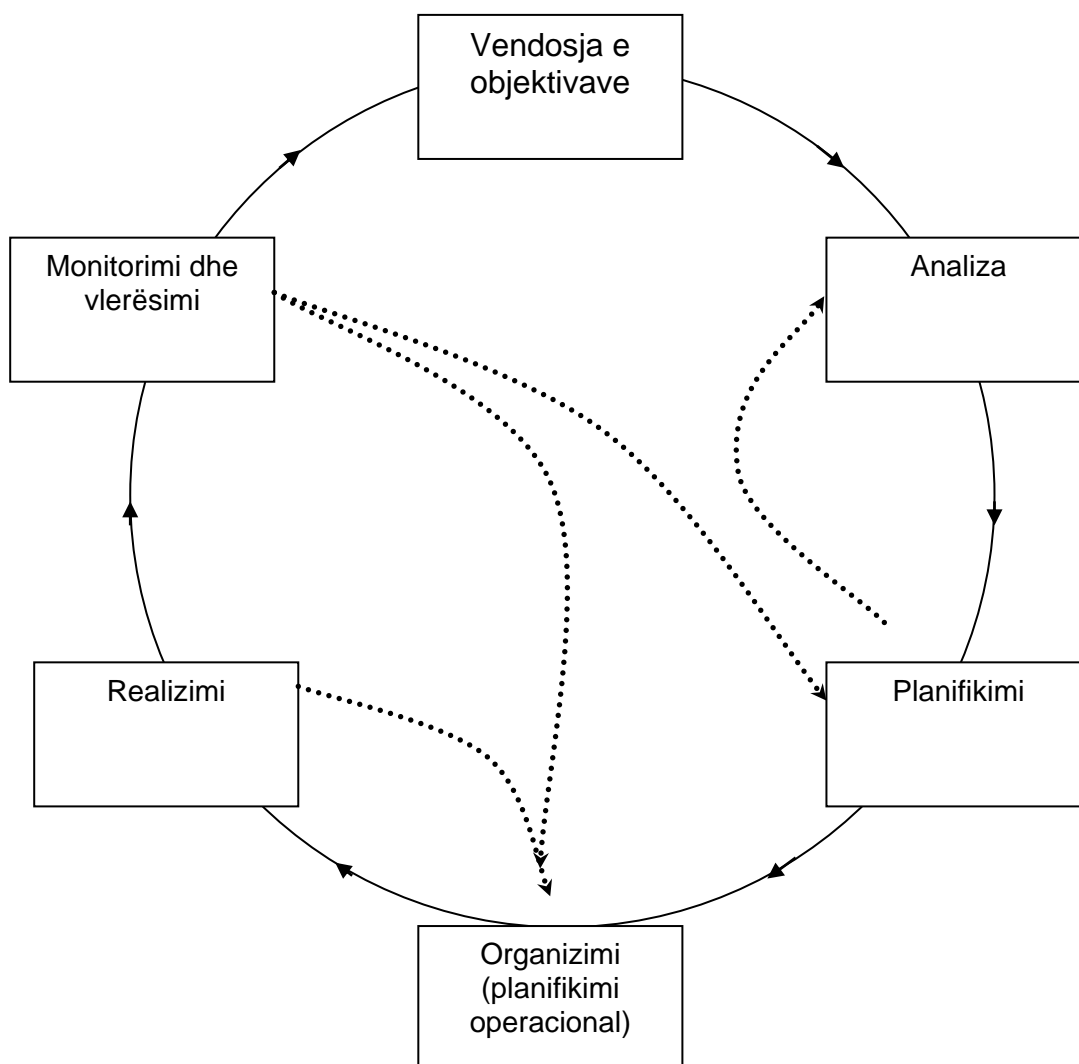 Vendosja e
objektivave
Monitorimi dhe
vlerësimi
Analiza
Realizimi
Planifikimi
Organizimi
(planifikimi
operacional)